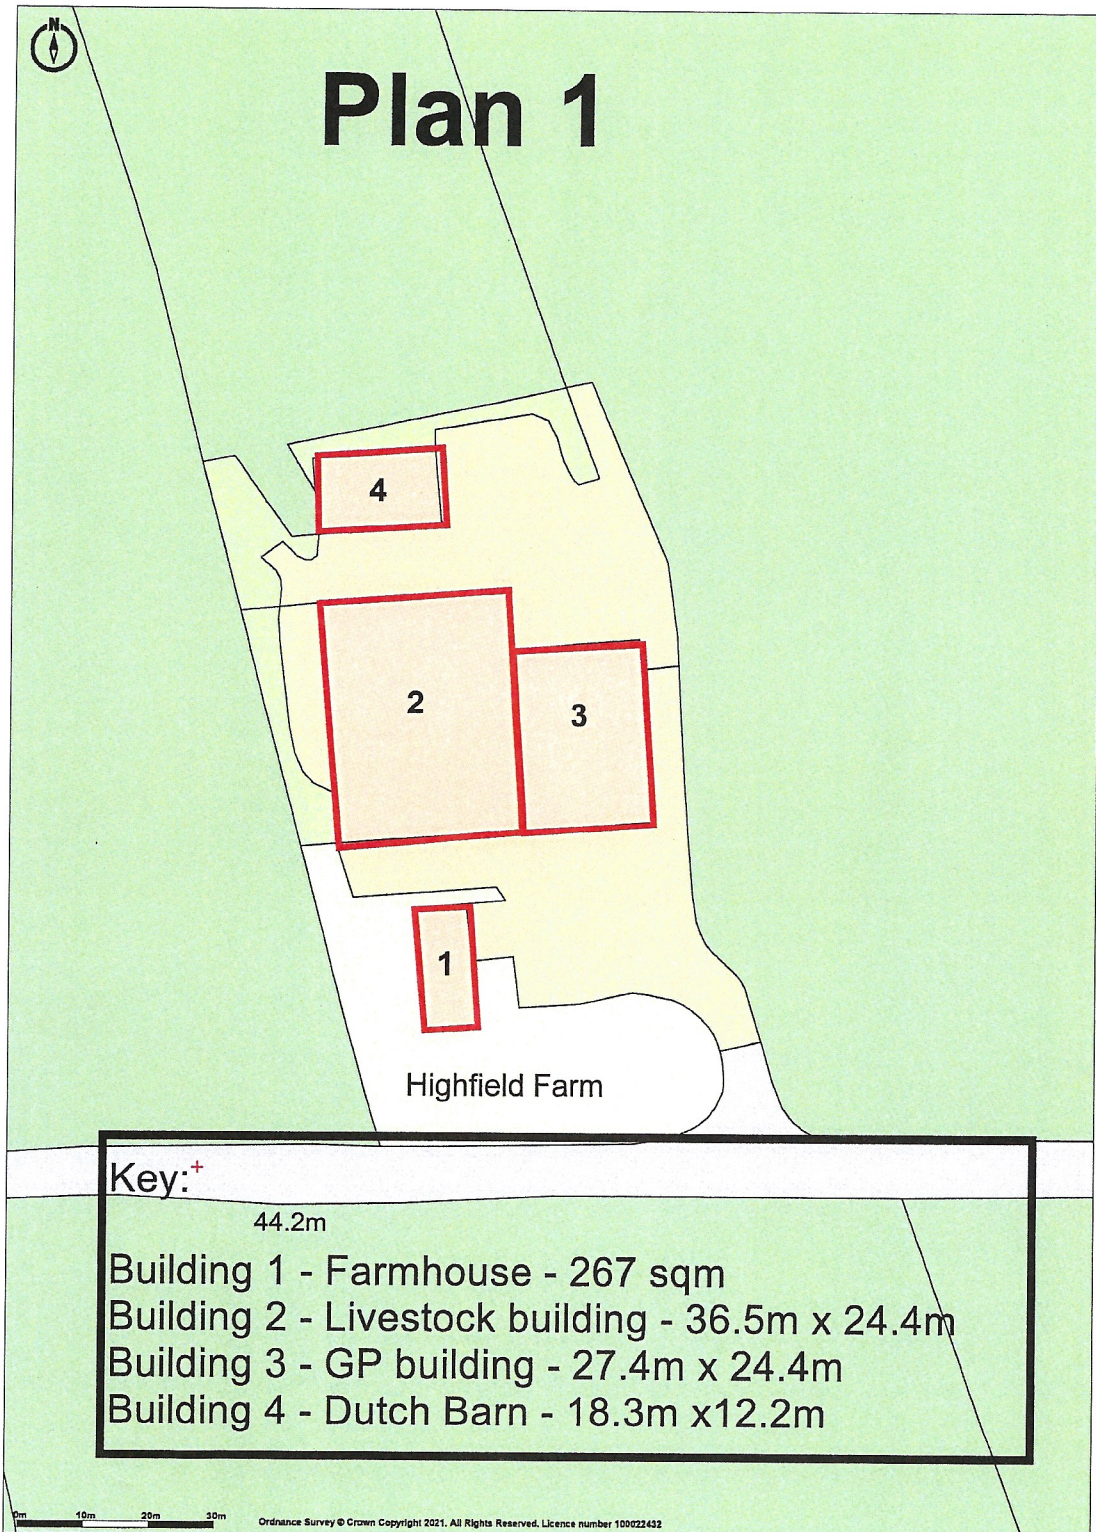 N
Plan 1
4
2
3
1
Highfield Farm
Key:+
44.2m
Building 1 - Farmhouse - 267 sqm
Building 2 - Livestock building - 36.5m x 24.4m
Building 3 - GP building - 27.4m x 24.4m
Building 4 - Dutch Barn - 18.3m x12.2m
0m 10m 20m 30m
Ordnance Survey © Crown Copyright 2021. All Rights Reserved. Licence number 100022432